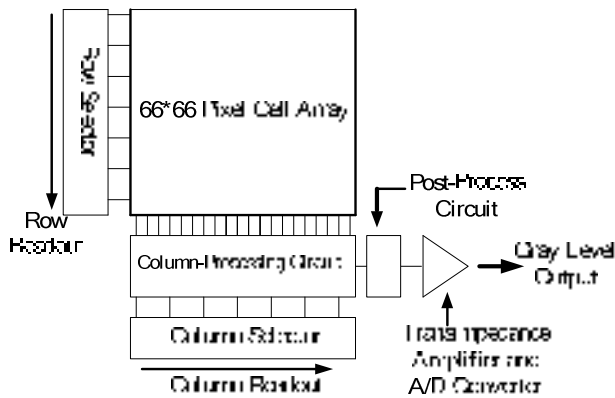 Row Selector
66*66 Pixel Cell Array
Row
Readout
Post-Process
Circuit
Column-Processing Circuit
Gray Level
Output
Column Selector
Column Readout
Transimpedance
Amplifier and
A/D Converter